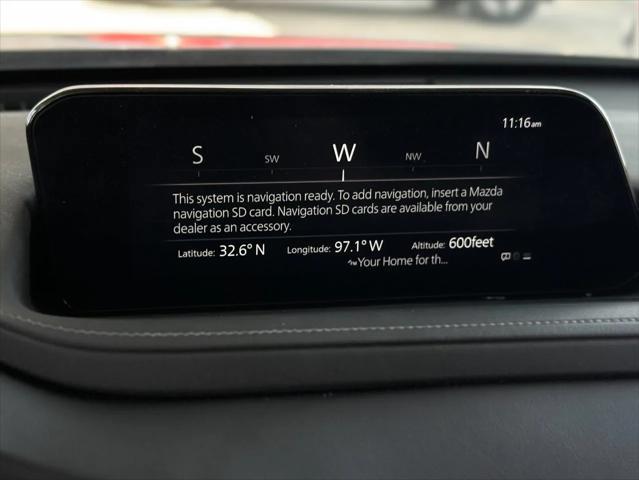 11:16am
S SW W NW N
This system is navigation ready. To add navigation, insert a Mazda
navigation SD card. Navigation SD cards are available from your
dealer as an accessory.
Latitude: 32.6° N Longitude: 97.1° W Altitude: 600feet
Your Home for th...